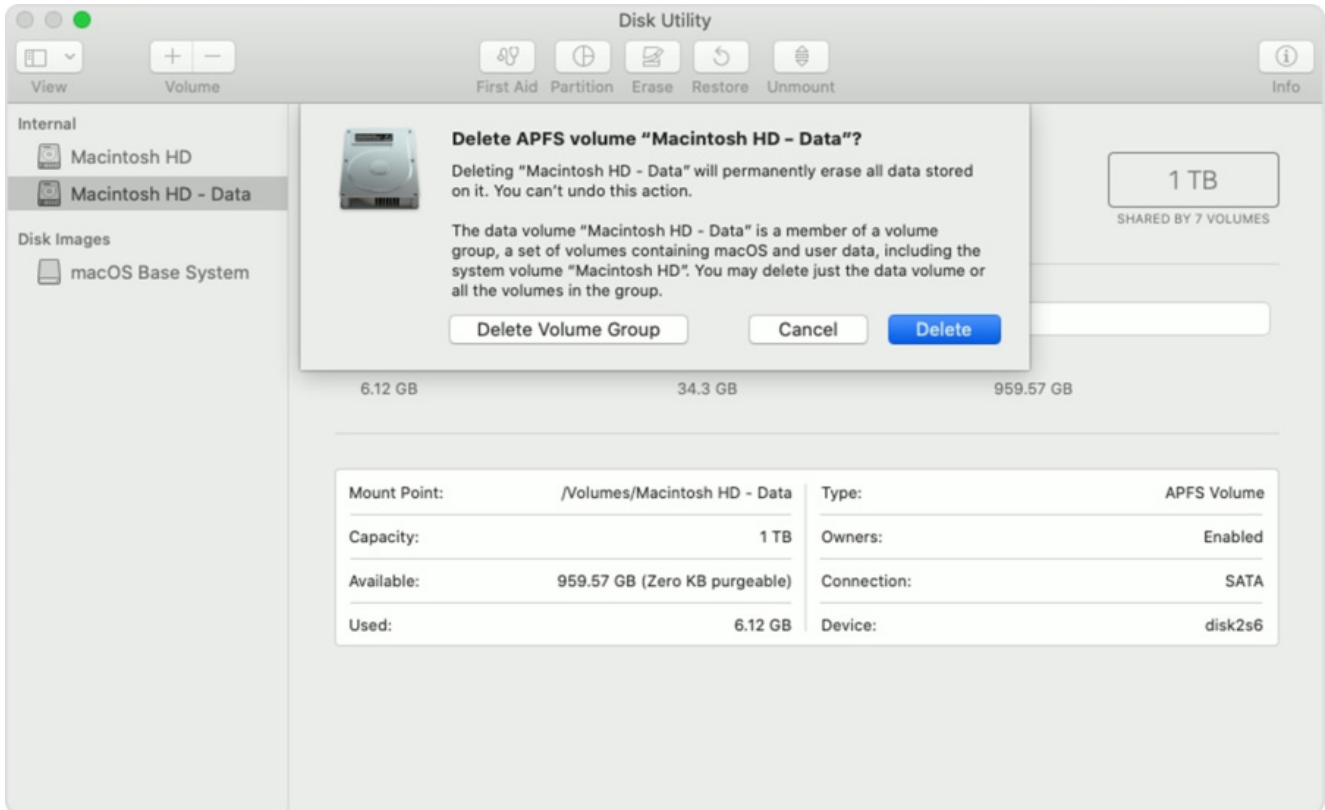 Disk Utility
View
Volume
First Aid
Partition
Erase
Restore
Unmount
Info
Internal
Macintosh HD
Macintosh HD - Data
Disk Images
macOS Base System
Delete APFS volume “Macintosh HD – Data”?
Deleting “Macintosh HD - Data” will permanently erase all data stored
on it. You can’t undo this action.
The data volume “Macintosh HD - Data” is a member of a volume
group, a set of volumes containing macOS and user data, including the
system volume “Macintosh HD”. You may delete just the data volume or
all the volumes in the group.
Delete Volume Group
Cancel
Delete
1 TB
SHARED BY 7 VOLUMES
6.12 GB
34.3 GB
959.57 GB
Mount Point: /Volumes/Macintosh HD - Data
Type: APFS Volume
Capacity: 1 TB
Owners: Enabled
Available: 959.57 GB (Zero KB purgeable)
Connection: SATA
Used: 6.12 GB
Device: disk2s6